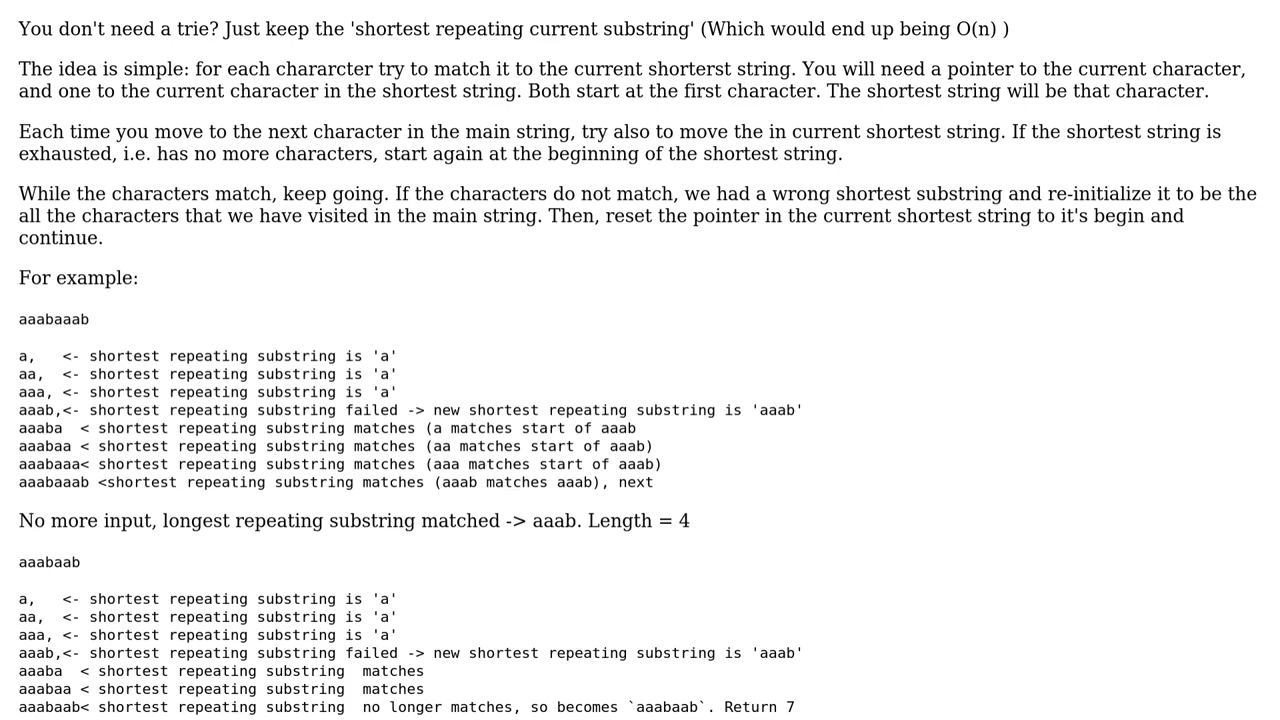 You don't need a trie? Just keep the 'shortest repeating current substring' (Which would end up being O(n) )
The idea is simple: for each chararcter try to match it to the current shorterst string. You will need a pointer to the current character,
and one to the current character in the shortest string. Both start at the first character. The shortest string will be that character.
Each time you move to the next character in the main string, try also to move the in current shortest string. If the shortest string is
exhausted, i.e. has no more characters, start again at the beginning of the shortest string.
While the characters match, keep going. If the characters do not match, we had a wrong shortest substring and re-initialize it to be the
all the characters that we have visited in the main string. Then, reset the pointer in the current shortest string to it's begin and
continue.
For example:
aaabaaab
a,   <- shortest repeating substring is 'a'
aa,  <- shortest repeating substring is 'a'
aaa, <- shortest repeating substring is 'a'
aaab,<- shortest repeating substring failed -> new shortest repeating substring is 'aaab'
aaaba  < shortest repeating substring matches (a matches start of aaab
aaabaa < shortest repeating substring matches (aa matches start of aaab)
aaabaaa< shortest repeating substring matches (aaa matches start of aaab)
aaabaaab <shortest repeating substring matches (aaab matches aaab), next
No more input, longest repeating substring matched -> aaab. Length = 4
aaabaab
a,   <- shortest repeating substring is 'a'
aa,  <- shortest repeating substring is 'a'
aaa, <- shortest repeating substring is 'a'
aaab,<- shortest repeating substring failed -> new shortest repeating substring is 'aaab'
aaaba  < shortest repeating substring  matches
aaabaa < shortest repeating substring  matches
aaabaab< shortest repeating substring  no longer matches, so becomes `aaabaab`. Return 7